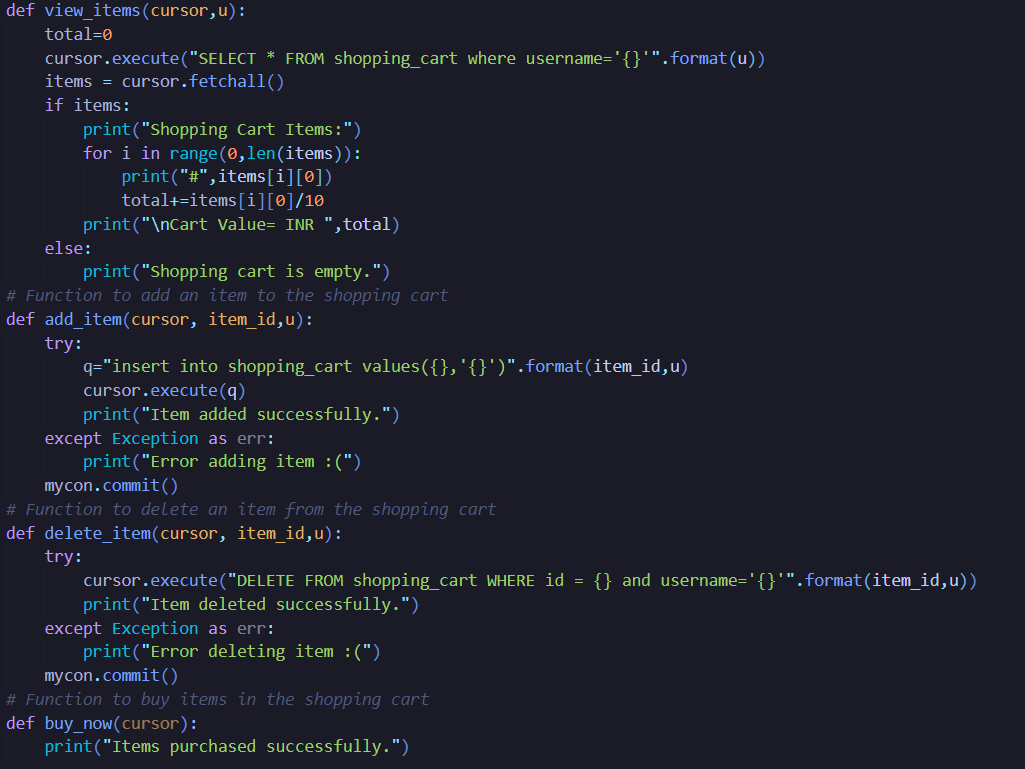 def view_items(cursor,u):
    total=0
    cursor.execute("SELECT * FROM shopping_cart where username='{}'".format(u))
    items = cursor.fetchall()
    if items:
        print("Shopping Cart Items:")
        for i in range(0,len(items)):
            print("#",items[i][0])
            total+=items[i][0]/10
        print("\nCart Value= INR ",total)
    else:
        print("Shopping cart is empty.")
# Function to add an item to the shopping cart
def add_item(cursor, item_id,u):
    try:
        q="insert into shopping_cart values({},'{}')".format(item_id,u)
        cursor.execute(q)
        print("Item added successfully.")
    except Exception as err:
        print("Error adding item :(")
    mycon.commit()
# Function to delete an item from the shopping cart
def delete_item(cursor, item_id,u):
    try:
        cursor.execute("DELETE FROM shopping_cart WHERE id = {} and username='{}'".format(item_id,u))
        print("Item deleted successfully.")
    except Exception as err:
        print("Error deleting item :(")
    mycon.commit()
# Function to buy items in the shopping cart
def buy_now(cursor):
    print("Items purchased successfully.")